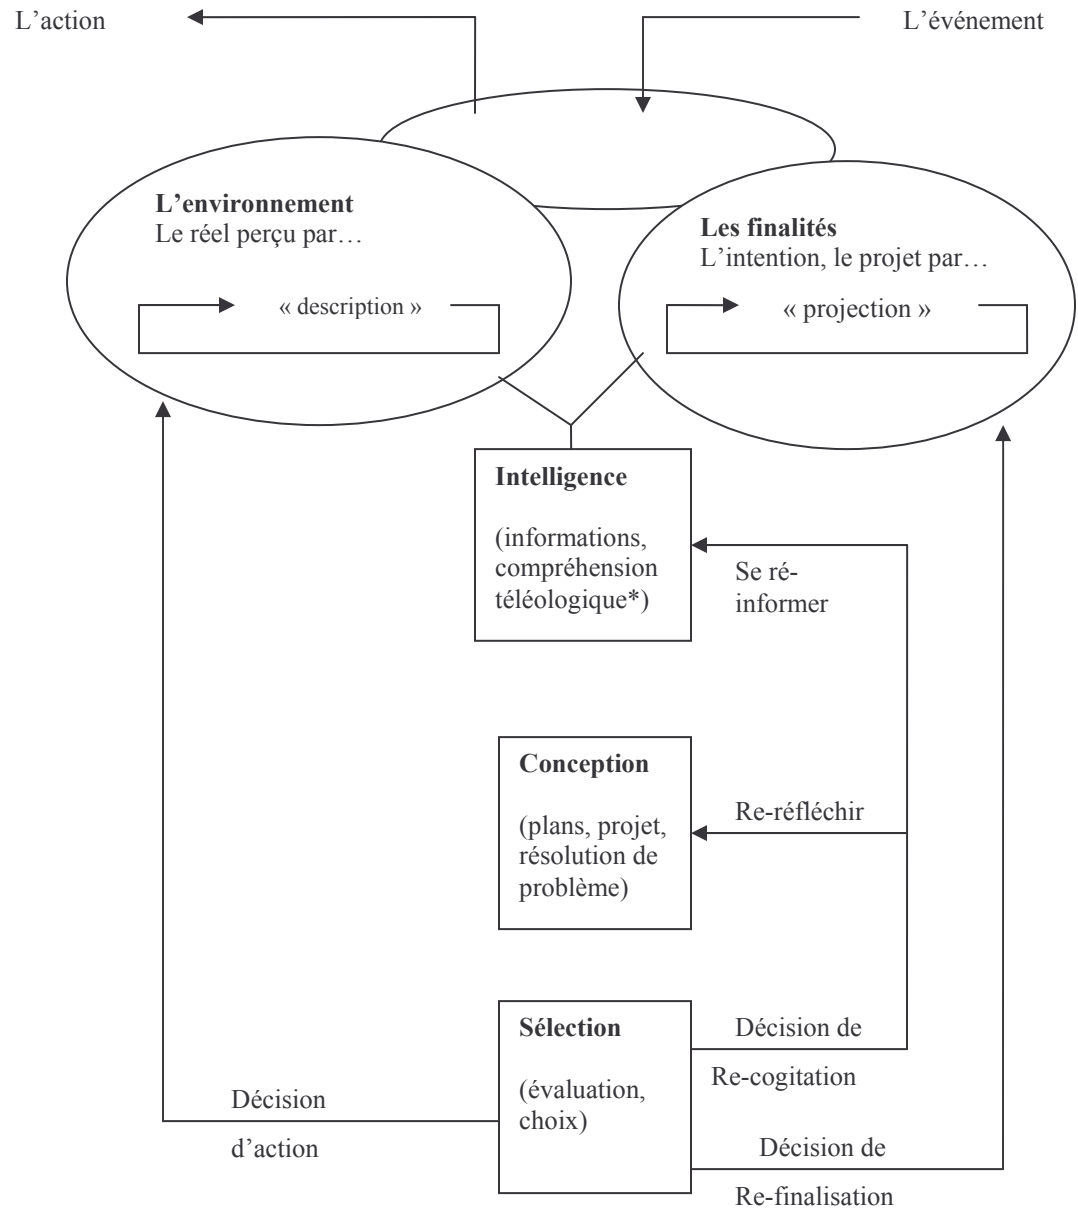 L’action
L’événement
L’environnement
Le réel perçu par…
« description »
Les finalités
L’intention, le projet par…
« projection »
Intelligence
(informations,
compréhension
téléologique*)
Se ré-
informer
Conception
(plans, projet,
résolution de
problème)
Re-réfléchir
Sélection
(évaluation,
choix)
Décision de
Re-cogitation
Décision
d’action
Décision de
Re-finalisation